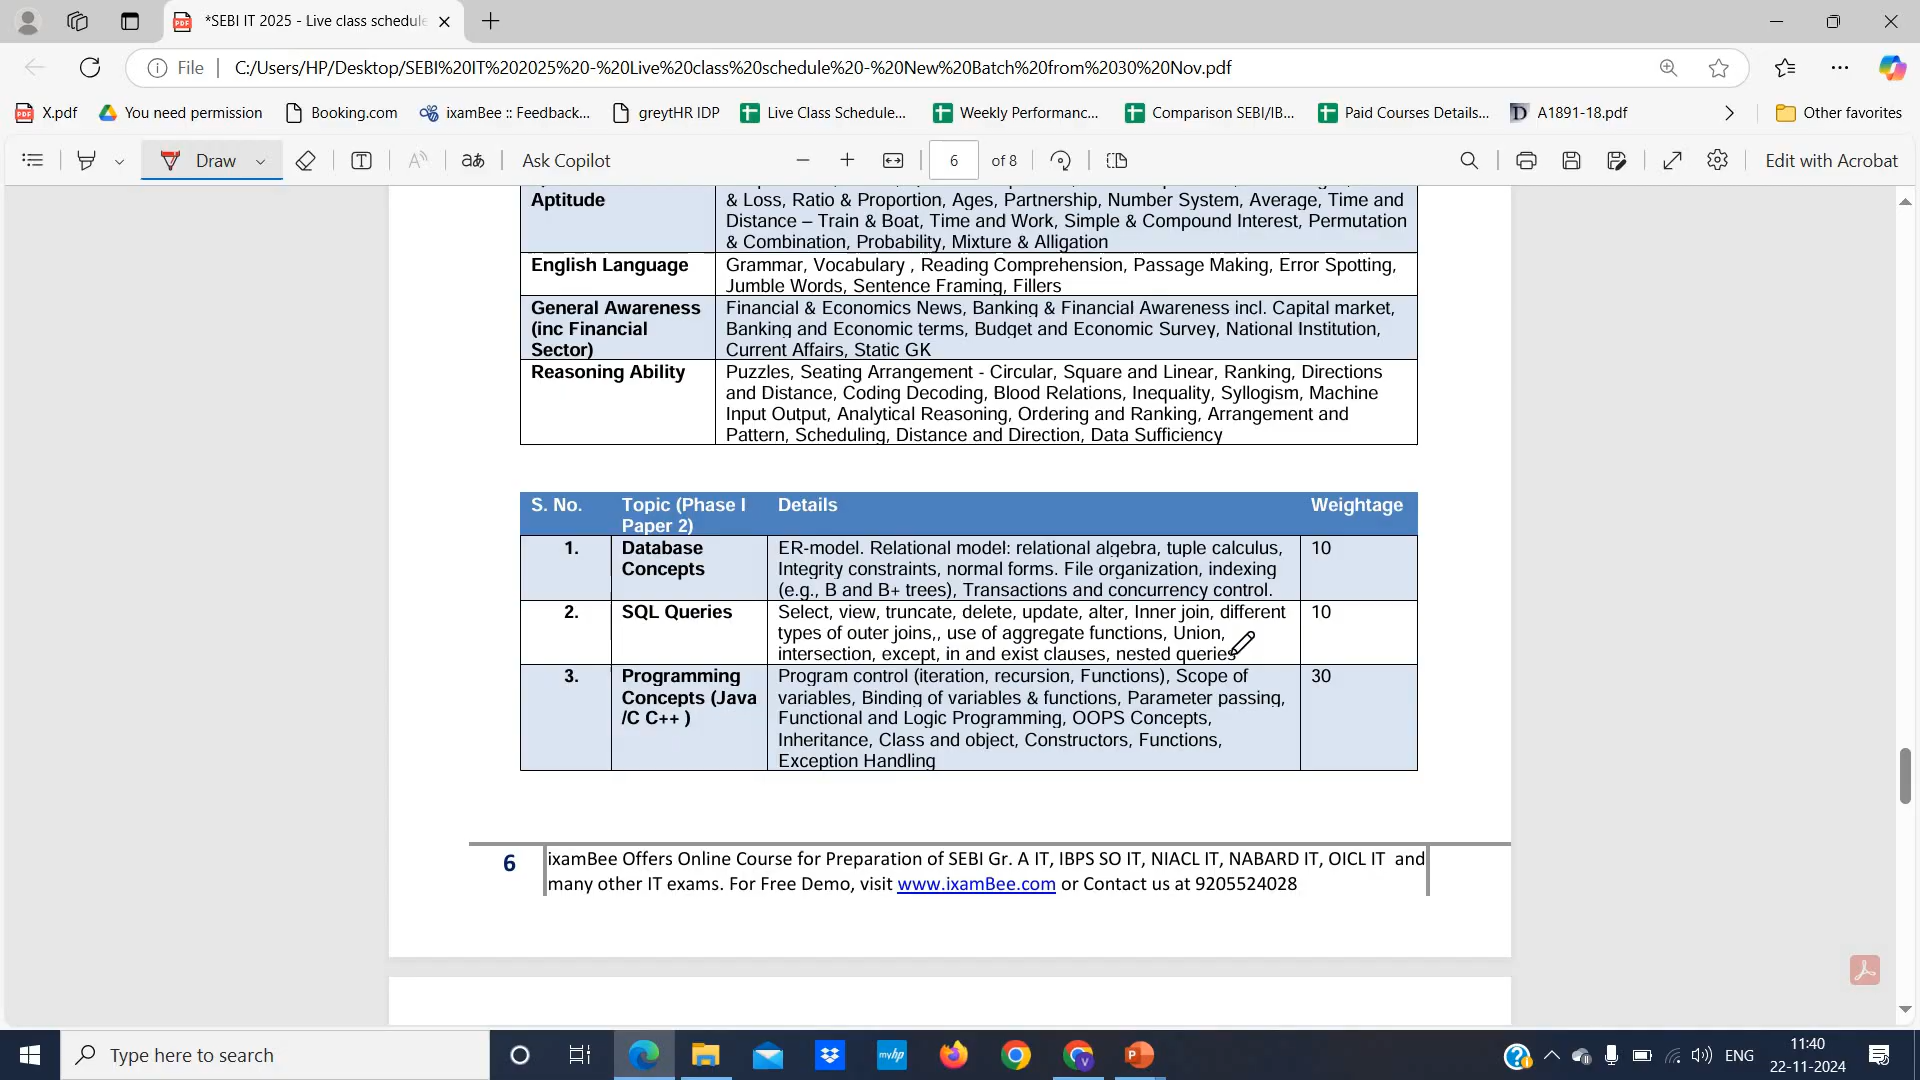 *SEBI IT 2025 - Live class schedule
File
C:/Users/HP/Desktop/SEBI%20IT%202025%20-%20Live%20class%20schedule%20-%20New%20Batch%20from%2030%20Nov.pdf
X.pdf
You need permission
Booking.com
ixamBee :: Feedback...
greytHR IDP
Live Class Schedule...
Weekly Performanc...
Comparison SEBI/IB...
Paid Courses Details...
A1891-18.pdf
Other favorites
Draw
Ask Copilot
6 of 8
Edit with Acrobat
Aptitude
& Loss, Ratio & Proportion, Ages, Partnership, Number System, Average, Time and
Distance – Train & Boat, Time and Work, Simple & Compound Interest, Permutation
& Combination, Probability, Mixture & Alligation
English Language
Grammar, Vocabulary , Reading Comprehension, Passage Making, Error Spotting,
Jumble Words, Sentence Framing, Fillers
General Awareness
(inc Financial
Sector)
Financial & Economics News, Banking & Financial Awareness incl. Capital market,
Banking and Economic terms, Budget and Economic Survey, National Institution,
Current Affairs, Static GK
Reasoning Ability
Puzzles, Seating Arrangement - Circular, Square and Linear, Ranking, Directions
and Distance, Coding Decoding, Blood Relations, Inequality, Syllogism, Machine
Input Output, Analytical Reasoning, Ordering and Ranking, Arrangement and
Pattern, Scheduling, Distance and Direction, Data Sufficiency
S. No.
Topic (Phase I
Paper 2)
Details
Weightage
1.
Database
Concepts
ER-model. Relational model: relational algebra, tuple calculus,
Integrity constraints, normal forms. File organization, indexing
(e.g., B and B+ trees), Transactions and concurrency control.
10
2.
SQL Queries
Select, view, truncate, delete, update, alter, Inner join, different
types of outer joins,, use of aggregate functions, Union,
intersection, except, in and exist clauses, nested queries
10
3.
Programming
Concepts (Java
/C C++ )
Program control (iteration, recursion, Functions), Scope of
variables, Binding of variables & functions, Parameter passing,
Functional and Logic Programming, OOPS Concepts,
Inheritance, Class and object, Constructors, Functions,
Exception Handling
30
6
ixamBee Offers Online Course for Preparation of SEBI Gr. A IT, IBPS SO IT, NIACL IT, NABARD IT, OICL IT and
many other IT exams. For Free Demo, visit www.ixamBee.com or Contact us at 9205524028
Type here to search
ENG
11:40
22-11-2024